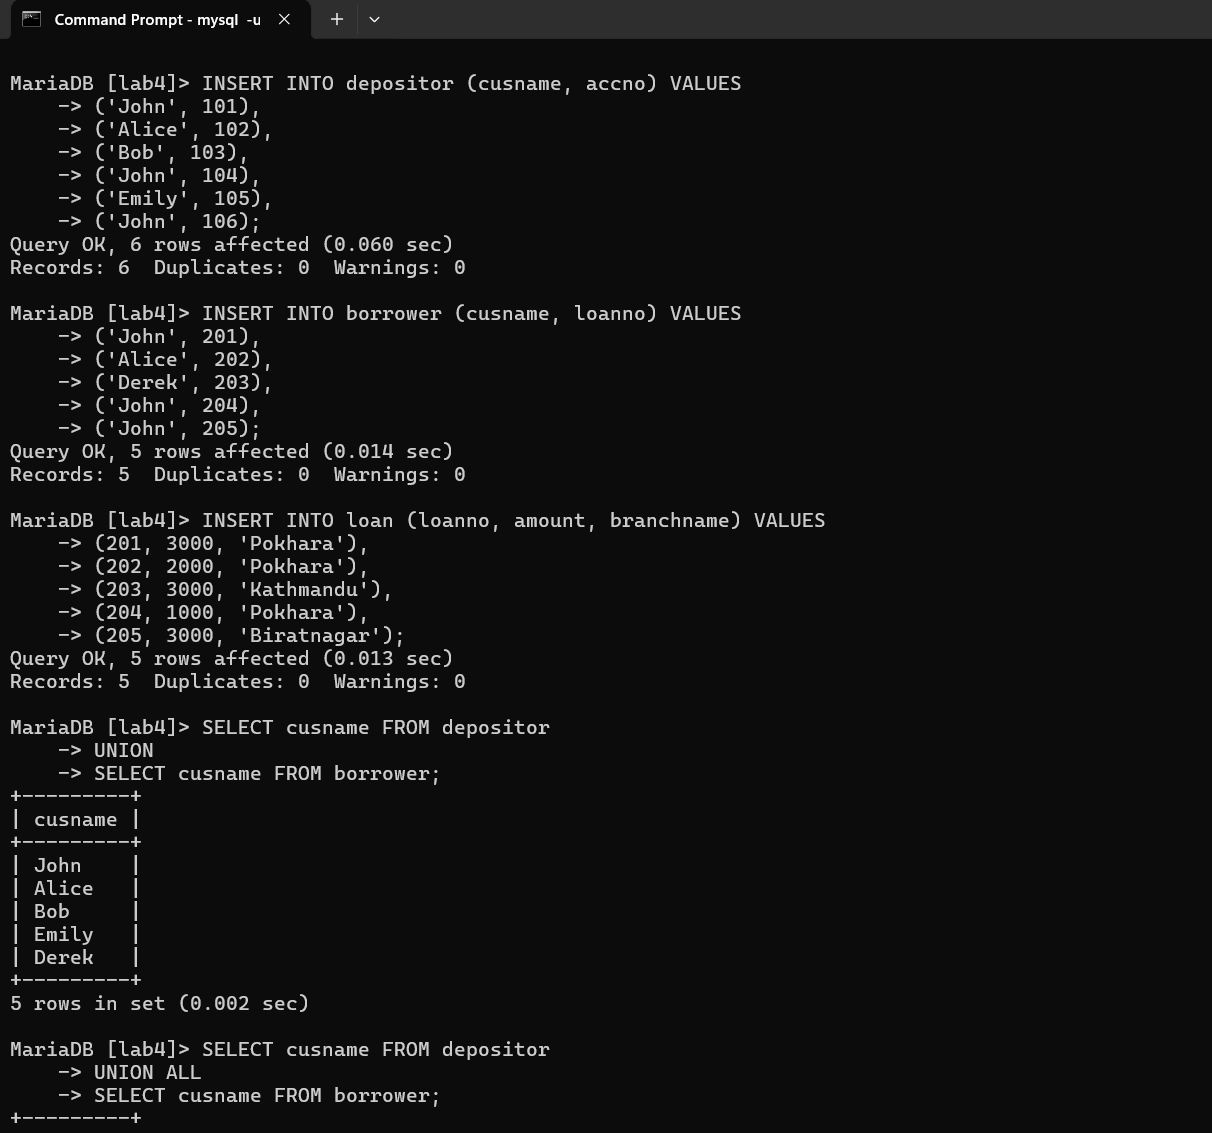 Command Prompt - mysql  -u
MariaDB [lab4]> INSERT INTO depositor (cusname, accno) VALUES
    -> ('John', 101),
    -> ('Alice', 102),
    -> ('Bob', 103),
    -> ('John', 104),
    -> ('Emily', 105),
    -> ('John', 106);
Query OK, 6 rows affected (0.060 sec)
Records: 6  Duplicates: 0  Warnings: 0
MariaDB [lab4]> INSERT INTO borrower (cusname, loanno) VALUES
    -> ('John', 201),
    -> ('Alice', 202),
    -> ('Derek', 203),
    -> ('John', 204),
    -> ('John', 205);
Query OK, 5 rows affected (0.014 sec)
Records: 5  Duplicates: 0  Warnings: 0
MariaDB [lab4]> INSERT INTO loan (loanno, amount, branchname) VALUES
    -> (201, 3000, 'Pokhara'),
    -> (202, 2000, 'Pokhara'),
    -> (203, 3000, 'Kathmandu'),
    -> (204, 1000, 'Pokhara'),
    -> (205, 3000, 'Biratnagar');
Query OK, 5 rows affected (0.013 sec)
Records: 5  Duplicates: 0  Warnings: 0
MariaDB [lab4]> SELECT cusname FROM depositor
    -> UNION
    -> SELECT cusname FROM borrower;
+---------+
| cusname |
+---------+
| John    |
| Alice   |
| Bob     |
| Emily   |
| Derek   |
+---------+
5 rows in set (0.002 sec)
MariaDB [lab4]> SELECT cusname FROM depositor
    -> UNION ALL
    -> SELECT cusname FROM borrower;
+---------+